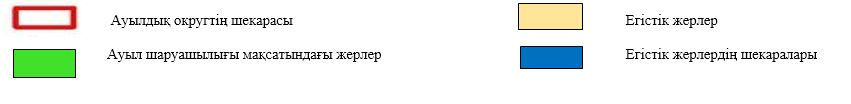 Ауылдық округтің шекарасы
Егістік жерлер
Ауыл шаруашылығы мақсатындағы жерлер
Егістік жерлердің шекаралары